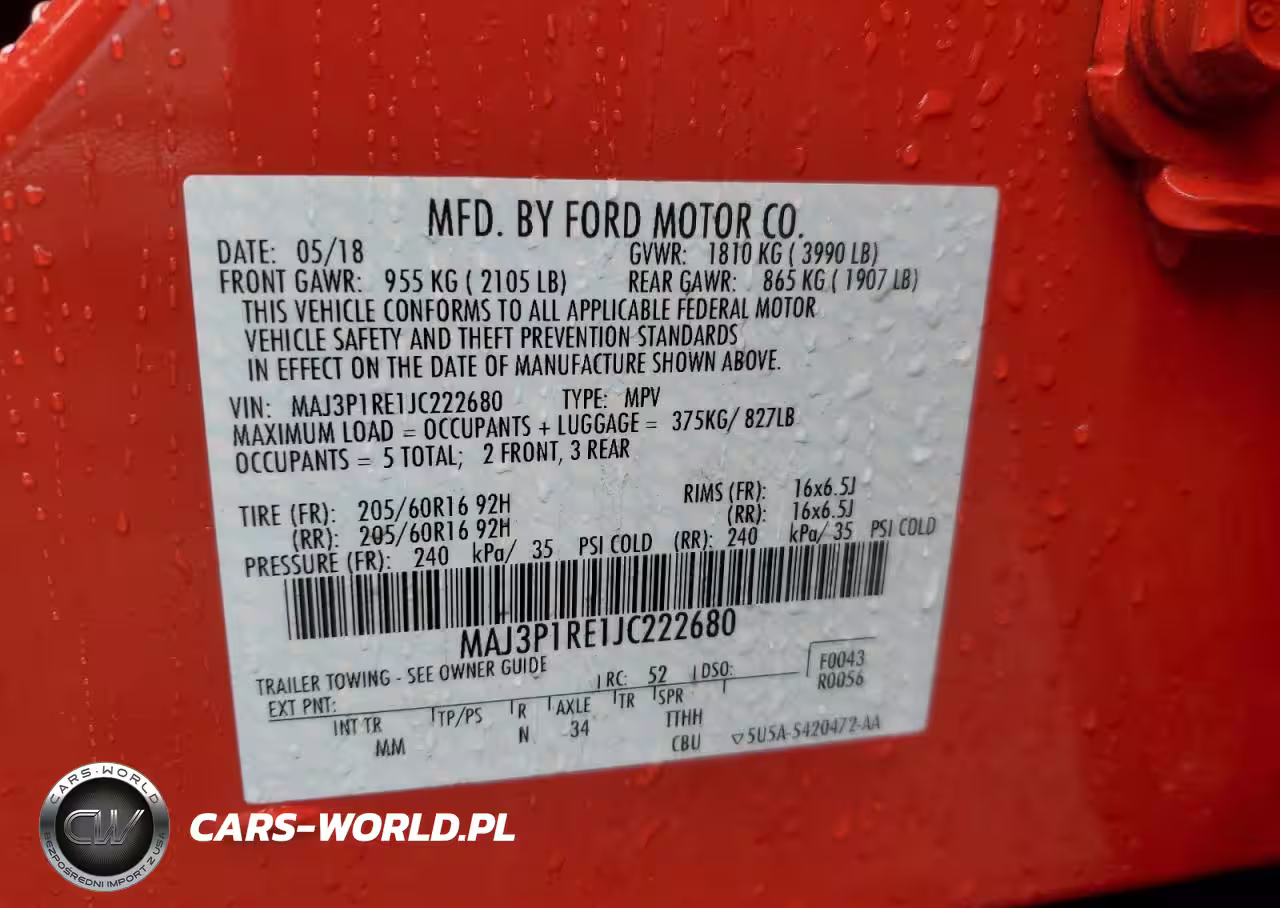 MFD. BY FORD MOTOR CO.
DATE: 05/18 GVWR: 1810 KG ( 3990 LB)
FRONT GAWR: 955 KG ( 2105 LB) REAR GAWR: 865 KG ( 1907 LB)
THIS VEHICLE CONFORMS TO ALL APPLICABLE FEDERAL MOTOR
VEHICLE SAFETY AND THEFT PREVENTION STANDARDS
IN EFFECT ON THE DATE OF MANUFACTURE SHOWN ABOVE.
VIN: MAJ3P1RE1JC222680 TYPE: MPV
MAXIMUM LOAD = OCCUPANTS + LUGGAGE = 375KG/ 827LB
OCCUPANTS = 5 TOTAL; 2 FRONT, 3 REAR
TIRE (FR): 205/60R16 92H RIMS (FR): 16x6.5J
(RR): 205/60R16 92H (RR): 16x6.5J
PRESSURE (FR): 240 kPa/ 35 PSI COLD (RR): 240 kPa/ 35 PSI COLD
MAJ3P1RE1JC222680
TRAILER TOWING - SEE OWNER GUIDE
EXT PNT: RC: 52 DSO: F0043
R0056
INT TR TP/PS R AXLE TR SPR
MM N 34 TTHH
CBU 5U5A-5420472-AA
CARS-WORLD
CW
BEZPOŚREDNI IMPORT Z USA
CARS-WORLD.PL